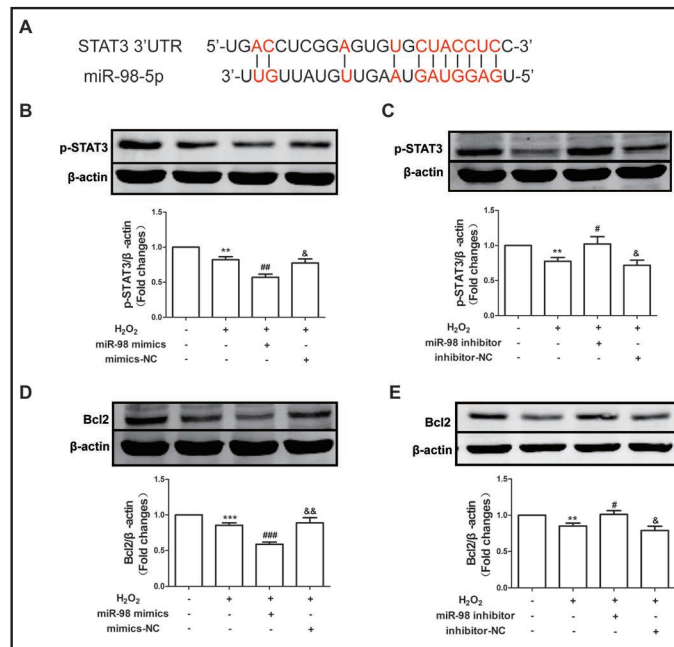 A
STAT3 3'UTR 5'-UGACCUCGGAGUGUGCUACCUCC-3'
miR-98-5p 3'-UUGUUAUGUUGAAUGAUGGAGU-5'
B
p-STAT3
β-actin
p-STAT3/β -actin
(Fold changes)
1.5
1.0
0.5
0.0
**
##
&
H2O2 - + + +
miR-98 mimics - - + -
mimics-NC - - - +
C
p-STAT3
β-actin
p-STAT3/β -actin
(Fold changes)
1.5
1.0
0.5
0.0
**
#
&
H2O2 - + + +
miR-98 inhibitor - - + -
inhibitor-NC - - - +
D
Bcl2
β-actin
Bcl2/β -actin
(Fold changes)
1.5
1.0
0.5
0.0
***
###
&&
H2O2 - + + +
miR-98 mimics - - + -
mimics-NC - - - +
E
Bcl2
β-actin
Bcl2/β -actin
(Fold changes)
1.5
1.0
0.5
0.0
**
#
&
H2O2 - + + +
miR-98 inhibitor - - + -
inhibitor-NC - - - +